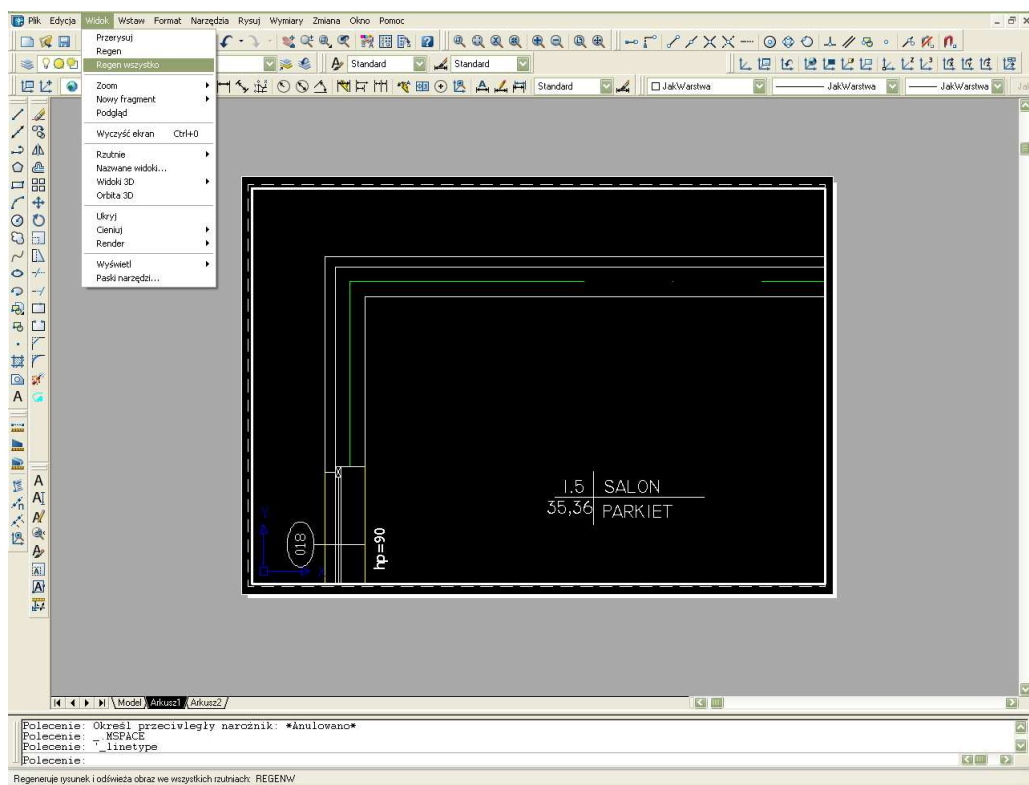 Plik Edycja Widok Wstaw Format Narzędzia Rysuj Wymiary Zmiana Okno Pomoc
Przerysuj
Regen
Regen wszystko
Zoom
Nowy fragment
Podgląd
Wyczyść ekran Ctrl+0
Rzutnie
Nazwane widoki...
Widoki 3D
Orbita 3D
Ukryj
Cieniuj
Render
Wyświetl
Paski narzędzi...
Standard Standard
Standard JakWarstwa JakWarstwa JakWarstwa
1.5 SALON
35,36 PARKIET
018
hp=90
Y
X
Model Arkusz1 Arkusz2
Polecenie: Określ przeciwległy narożnik: *Anulowano*
Polecenie: _.MSPACE
Polecenie: '_linetype
Polecenie:
Regeneruje rysunek i odświeża obraz we wszystkich rzutniach: REGENW